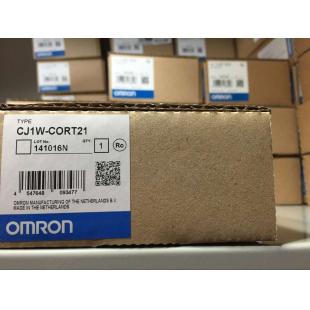 TYPE
CJ1W-CORT21
LOT No. QTY.
141016N 1 Ro
4 547648 093477
OMRON MANUFACTURING OF THE NETHERLANDS B.V.
MADE IN THE NETHERLANDS
OMRON